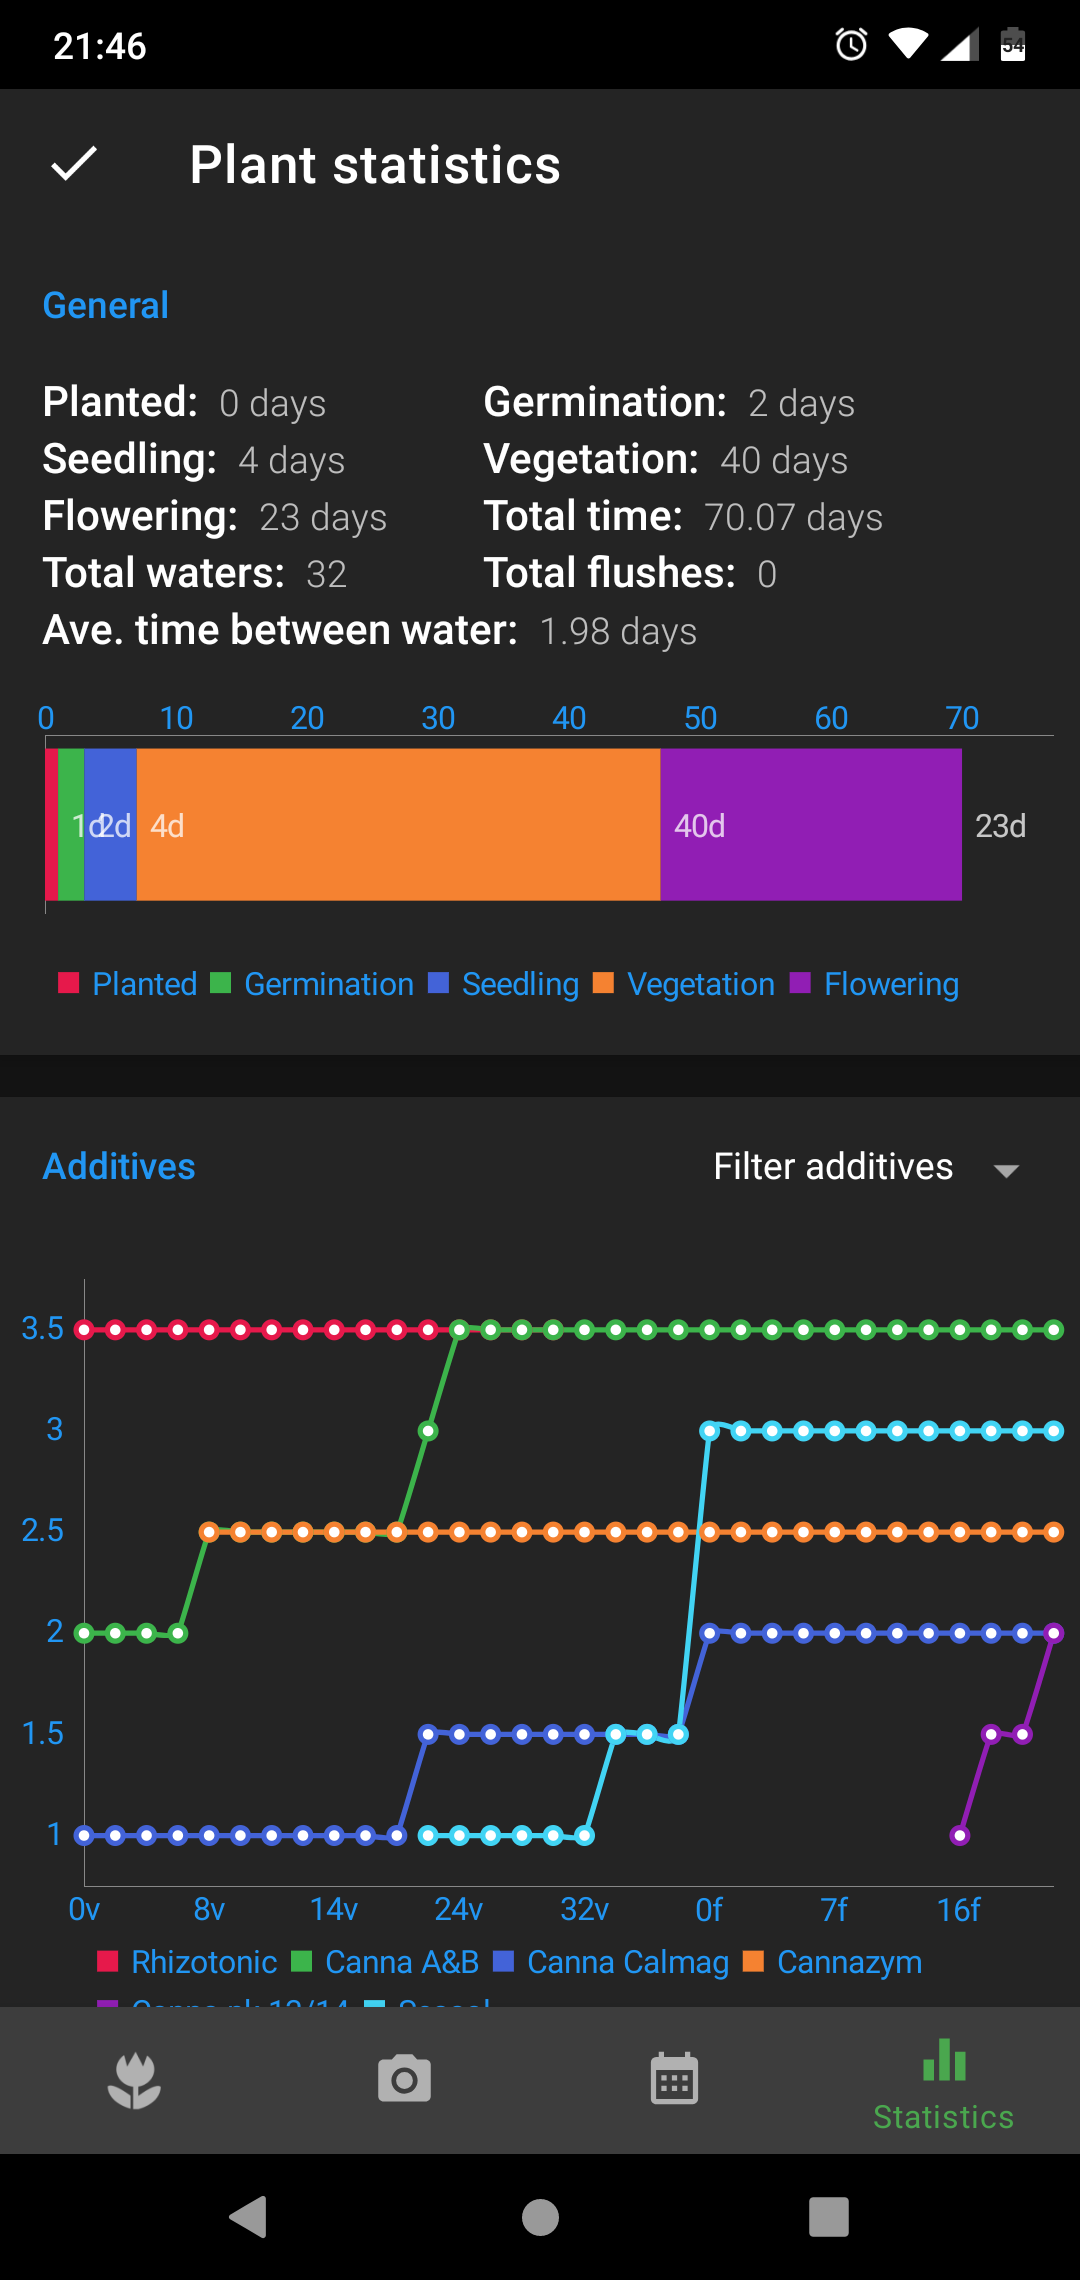 21:46
54
Plant statistics
General
Planted: 0 days Germination: 2 days
Seedling: 4 days Vegetation: 40 days
Flowering: 23 days Total time: 70.07 days
Total waters: 32 Total flushes: 0
Ave. time between water: 1.98 days
0 10 20 30 40 50 60 70
1d 2d 4d 40d 23d
Planted Germination Seedling Vegetation Flowering
Additives Filter additives
3.5
3
2.5
2
1.5
1
0v 8v 14v 24v 32v 0f 7f 16f
Rhizotonic Canna A&B Canna Calmag Cannazym
Statistics